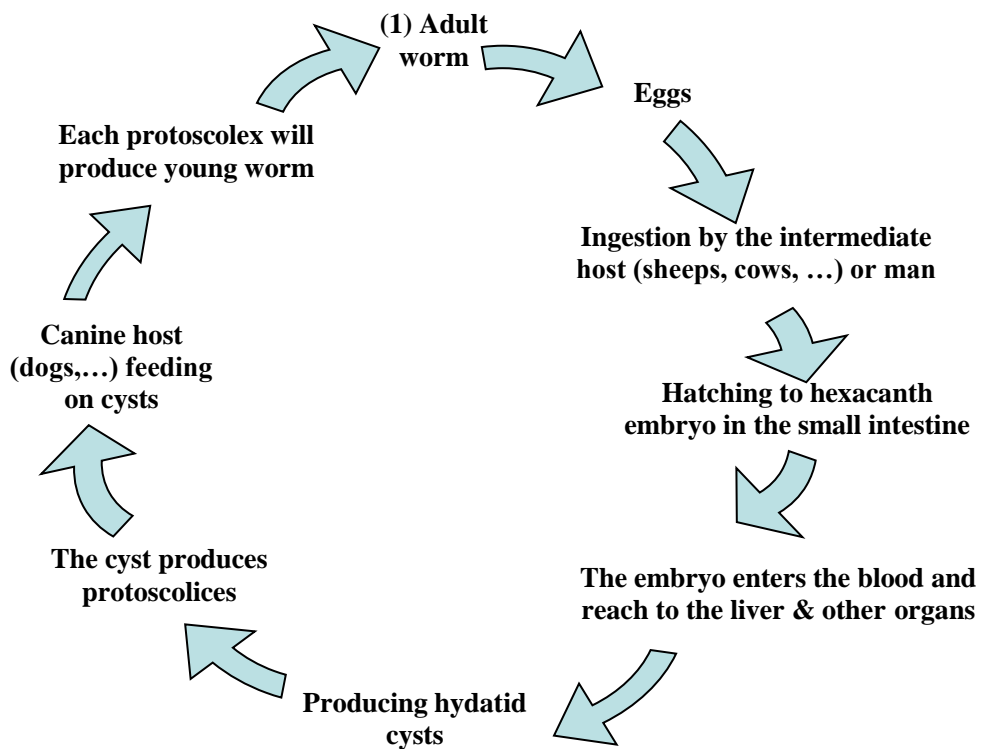 (1) Adult
worm
Eggs
Ingestion by the intermediate
host (sheeps, cows, …) or man
Hatching to hexacanth
embryo in the small intestine
The embryo enters the blood and
reach to the liver & other organs
Producing hydatid
cysts
The cyst produces
protoscolices
Canine host
(dogs,…) feeding
on cysts
Each protoscolex will
produce young worm